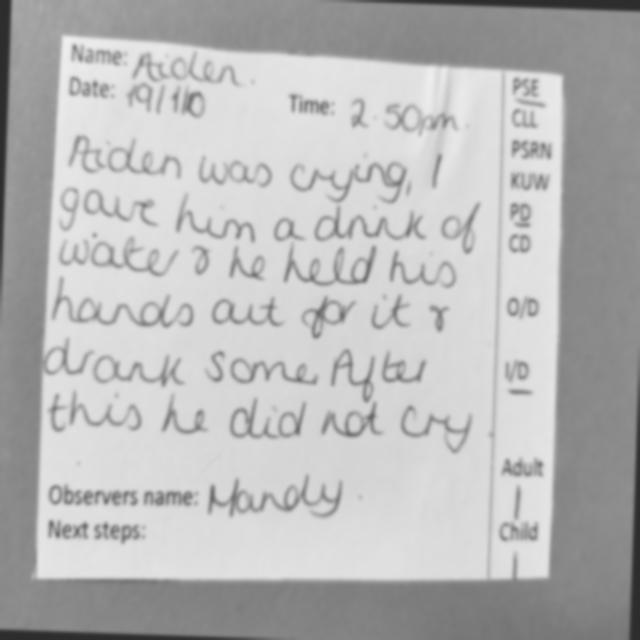 Name: Aiden.
Date: 19/1/10 Time: 2.50pm.
Aiden was crying, I
gave him a drink of
water & he held his
hands out for it &
drank some. After
this he did not cry.
Observers name: Mandy.
Next steps:
PSE
CLL
PSRN
KUW
PD
CD
O/D
I/D
Adult
|
Child
|